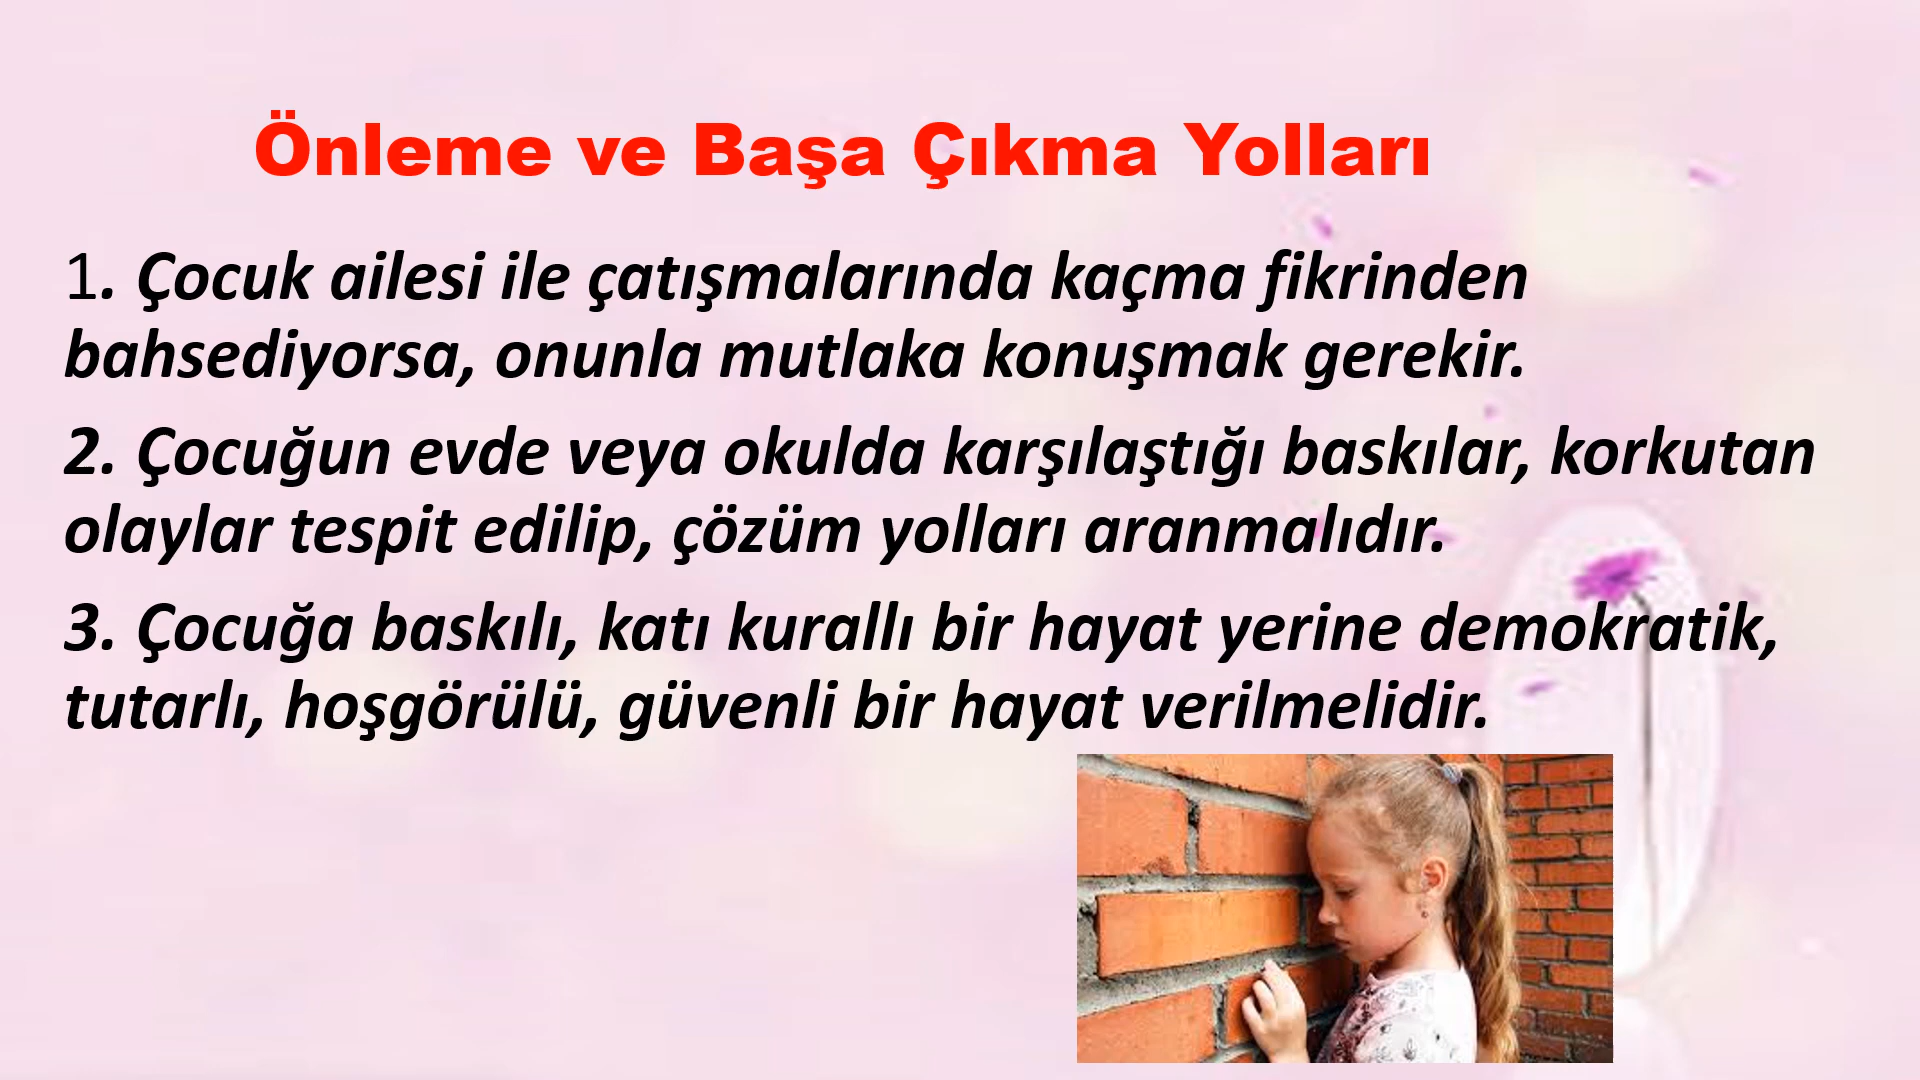 Önleme ve Başa Çıkma Yolları
1. Çocuk ailesi ile çatışmalarında kaçma fikrinden
bahsediyorsa, onunla mutlaka konuşmak gerekir.
2. Çocuğun evde veya okulda karşılaştığı baskılar, korkutan
olaylar tespit edilip, çözüm yolları aranmalıdır.
3. Çocuğa baskılı, katı kurallı bir hayat yerine demokratik,
tutarlı, hoşgörülü, güvenli bir hayat verilmelidir.